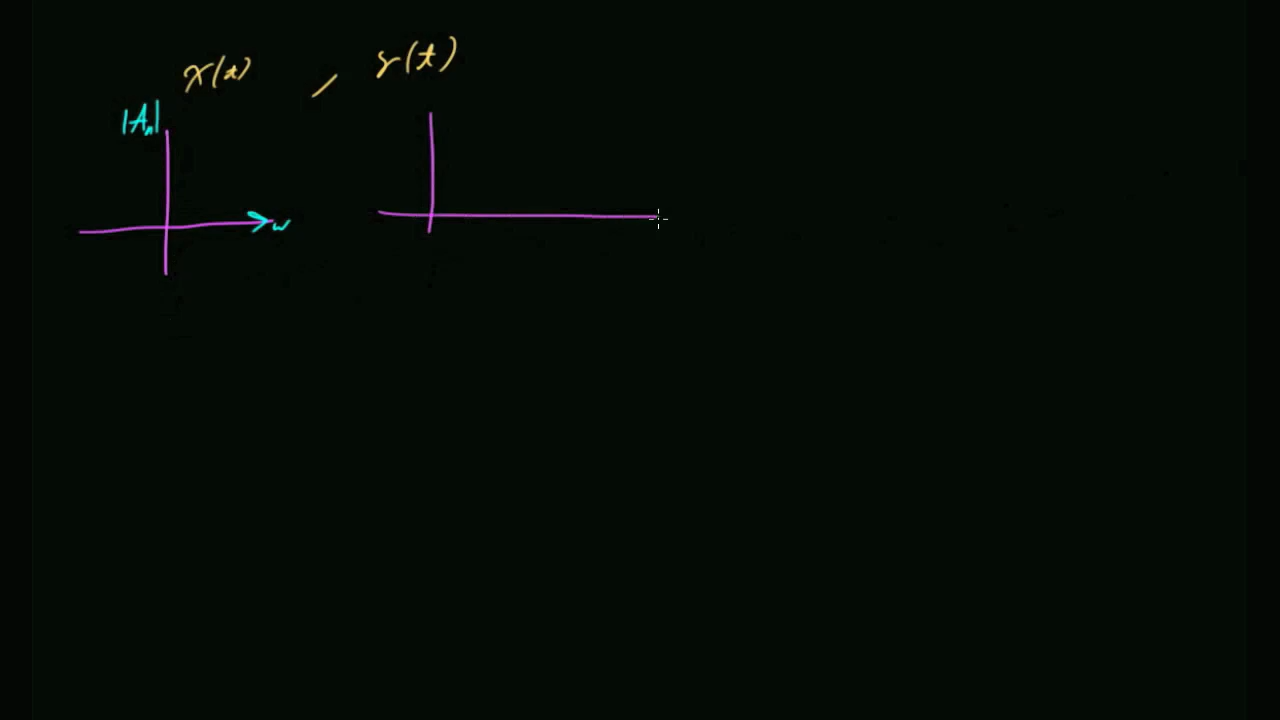 x(t) , y(t)
|Aₙ|
w